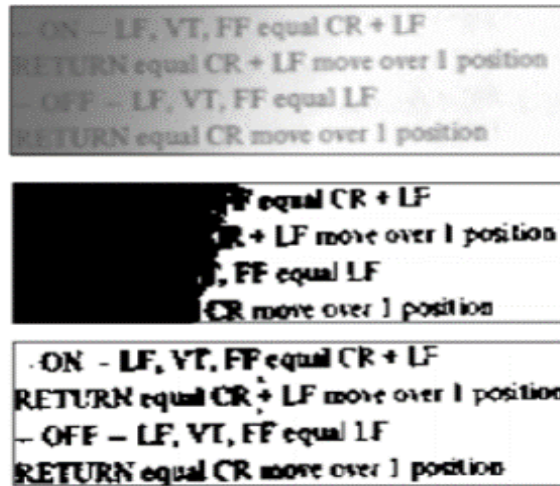 – ON – LF, VT, FF equal CR + LF
RETURN equal CR + LF move over 1 position
– OFF – LF, VT, FF equal LF
RETURN equal CR move over 1 position
FF equal CR + LF
R + LF move over 1 position
, FF equal LF
CR move over 1 position
- ON - LF, VT, FF equal CR + LF
RETURN equal CR + LF move over 1 position
– OFF – LF, VT, FF equal 1F
RETURN equal CR move over 1 position